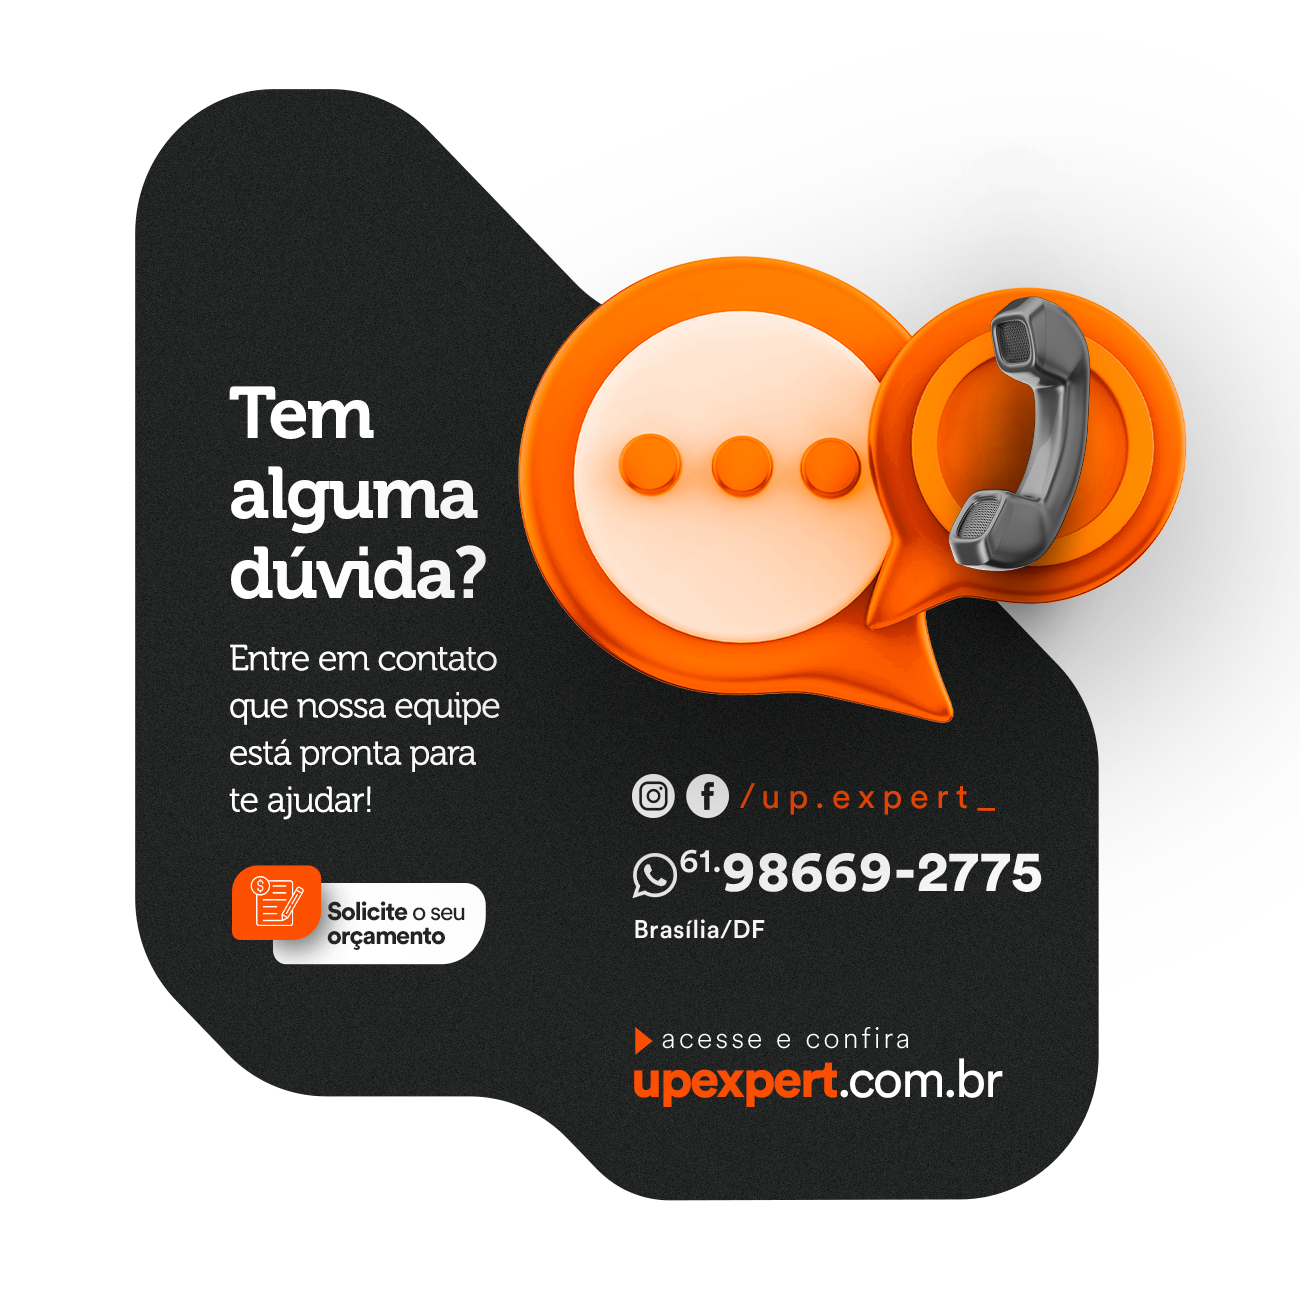 Tem
alguma
dúvida?
Entre em contato
que nossa equipe
está pronta para
te ajudar!
Solicite o seu
orçamento
/up.expert_
61.98669-2775
Brasília/DF
acesse e confira
upexpert.com.br